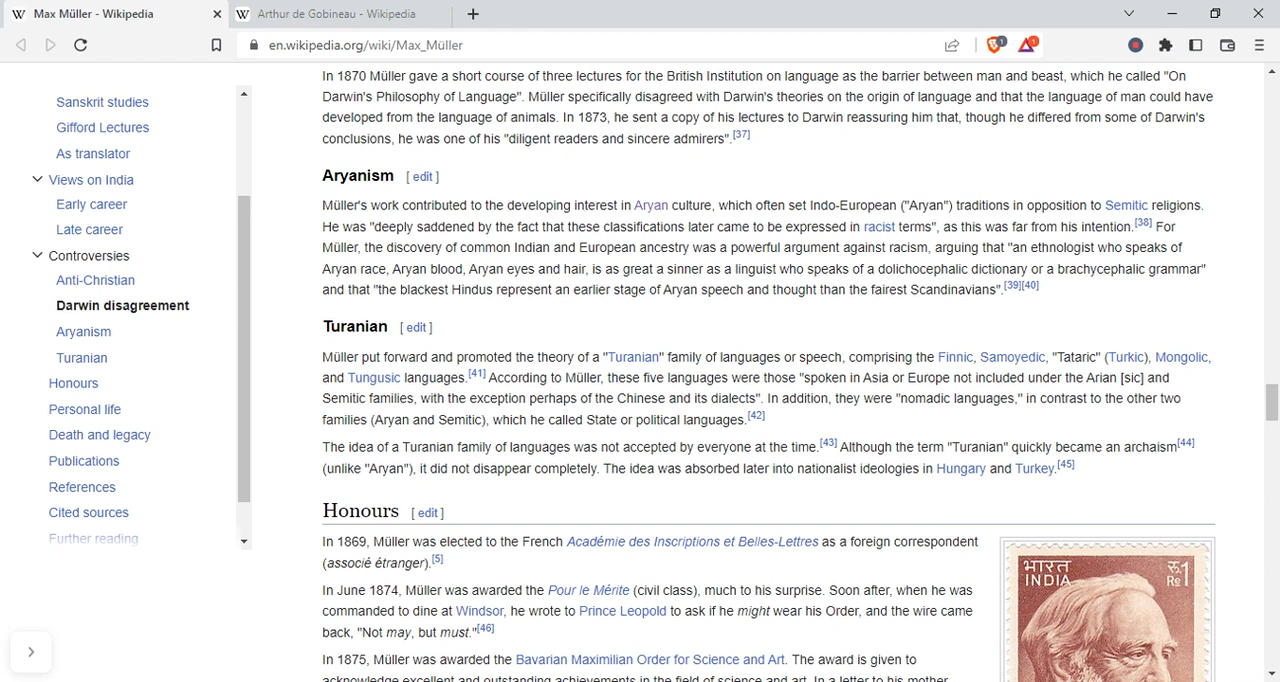 Max Müller - Wikipedia
Arthur de Gobineau - Wikipedia
en.wikipedia.org/wiki/Max_Müller
1
1
Sanskrit studies
Gifford Lectures
As translator
Views on India
Early career
Late career
Controversies
Anti-Christian
Darwin disagreement
Aryanism
Turanian
Honours
Personal life
Death and legacy
Publications
References
Cited sources
Further reading
In 1870 Müller gave a short course of three lectures for the British Institution on language as the barrier between man and beast, which he called "On
Darwin's Philosophy of Language". Müller specifically disagreed with Darwin's theories on the origin of language and that the language of man could have
developed from the language of animals. In 1873, he sent a copy of his lectures to Darwin reassuring him that, though he differed from some of Darwin's
conclusions, he was one of his "diligent readers and sincere admirers".[37]
Aryanism [ edit ]
Müller's work contributed to the developing interest in Aryan culture, which often set Indo-European ("Aryan") traditions in opposition to Semitic religions.
He was "deeply saddened by the fact that these classifications later came to be expressed in racist terms", as this was far from his intention.[38] For
Müller, the discovery of common Indian and European ancestry was a powerful argument against racism, arguing that "an ethnologist who speaks of
Aryan race, Aryan blood, Aryan eyes and hair, is as great a sinner as a linguist who speaks of a dolichocephalic dictionary or a brachycephalic grammar"
and that "the blackest Hindus represent an earlier stage of Aryan speech and thought than the fairest Scandinavians".[39][40]
Turanian [ edit ]
Müller put forward and promoted the theory of a "Turanian" family of languages or speech, comprising the Finnic, Samoyedic, "Tataric" (Turkic), Mongolic,
and Tungusic languages.[41] According to Müller, these five languages were those "spoken in Asia or Europe not included under the Arian [sic] and
Semitic families, with the exception perhaps of the Chinese and its dialects". In addition, they were "nomadic languages," in contrast to the other two
families (Aryan and Semitic), which he called State or political languages.[42]
The idea of a Turanian family of languages was not accepted by everyone at the time.[43] Although the term "Turanian" quickly became an archaism[44]
(unlike "Aryan"), it did not disappear completely. The idea was absorbed later into nationalist ideologies in Hungary and Turkey.[45]
Honours [ edit ]
In 1869, Müller was elected to the French Académie des Inscriptions et Belles-Lettres as a foreign correspondent
(associé étranger).[5]
In June 1874, Müller was awarded the Pour le Mérite (civil class), much to his surprise. Soon after, when he was
commanded to dine at Windsor, he wrote to Prince Leopold to ask if he might wear his Order, and the wire came
back, "Not may, but must."[46]
In 1875, Müller was awarded the Bavarian Maximilian Order for Science and Art. The award is given to
acknowledge excellent and outstanding achievements in the field of science and art. In a letter to his mother
भारत
INDIA
रु.1
Re